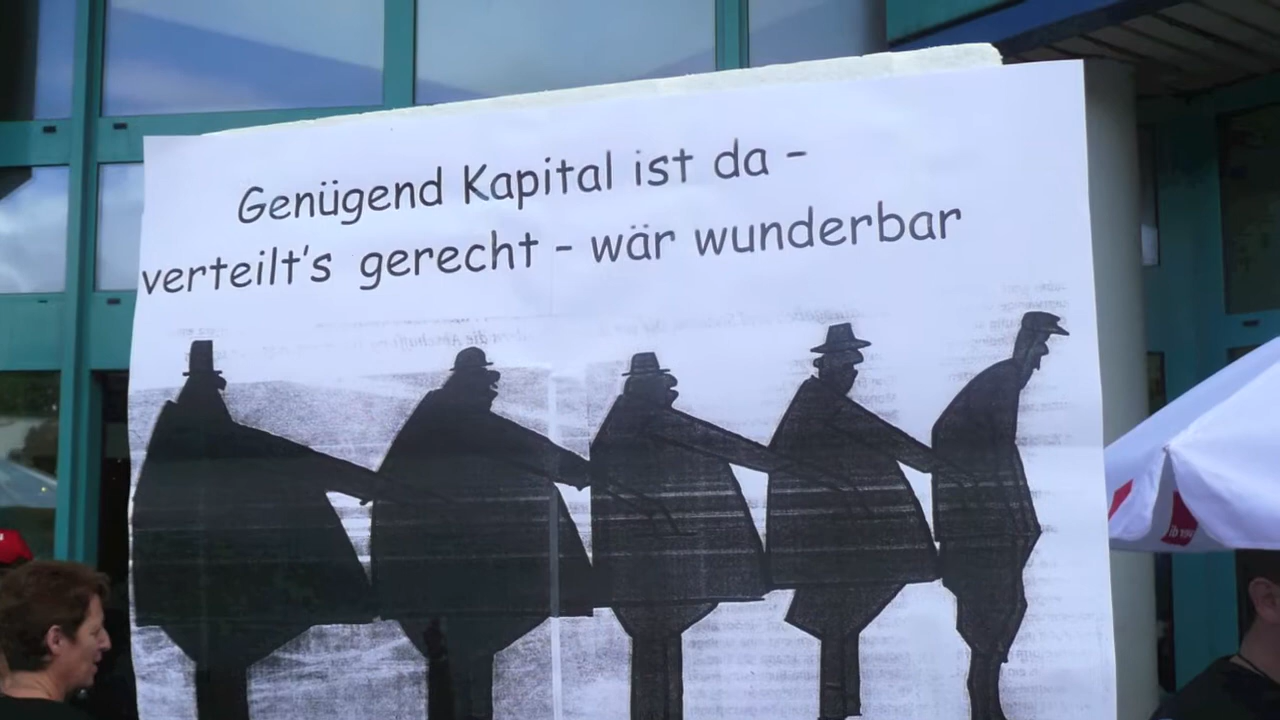 Genügend Kapital ist da –
verteilt's gerecht – wär wunderbar